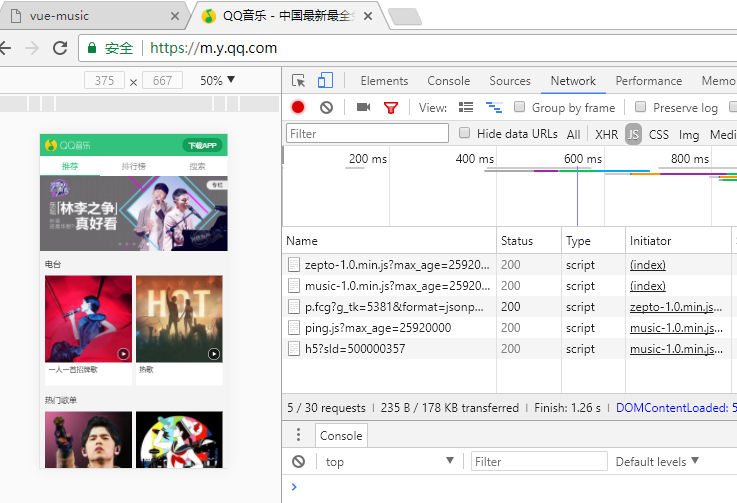 vue-music
QQ音乐 - 中国最新最全
安全 https://m.y.qq.com
375 × 667 50% ▼
Elements Console Sources Network Performance Memo
View: Group by frame Preserve log
Filter Hide data URLs All XHR JS CSS Img Medi
200 ms 400 ms 600 ms 800 ms
QQ音乐 下载APP
推荐 排行榜 搜索
专栏
「林李之争」
真好看
电台
HOT
一人一首招牌歌 热歌
热门歌单
Name Status Type Initiator
zepto-1.0.min.js?max_age=25920... 200 script (index)
music-1.0.min.js?max_age=25920... 200 script (index)
p.fcg?g_tk=5381&format=jsonp... 200 script zepto-1.0.min.js...
ping.js?max_age=25920000 200 script music-1.0.min.js...
h5?sId=500000357 200 script music-1.0.min.js...
5 / 30 requests | 235 B / 178 KB transferred | Finish: 1.26 s | DOMContentLoaded: 5
Console
top ▼ Filter Default levels ▼